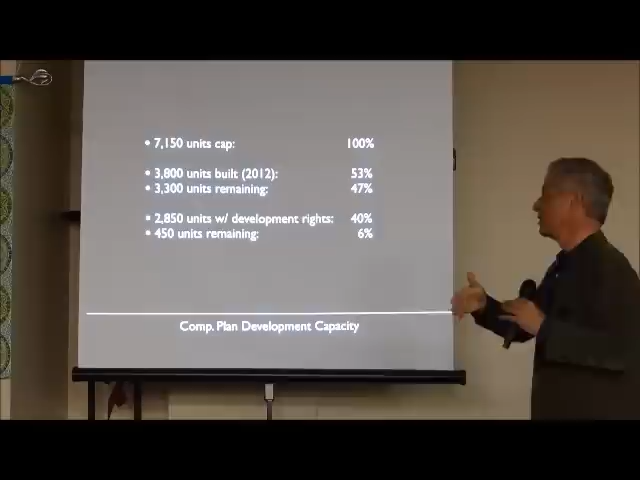 • 7,150 units cap: 100%
• 3,800 units built (2012): 53%
• 3,300 units remaining: 47%
• 2,850 units w/ development rights: 40%
• 450 units remaining: 6%
Comp. Plan Development Capacity